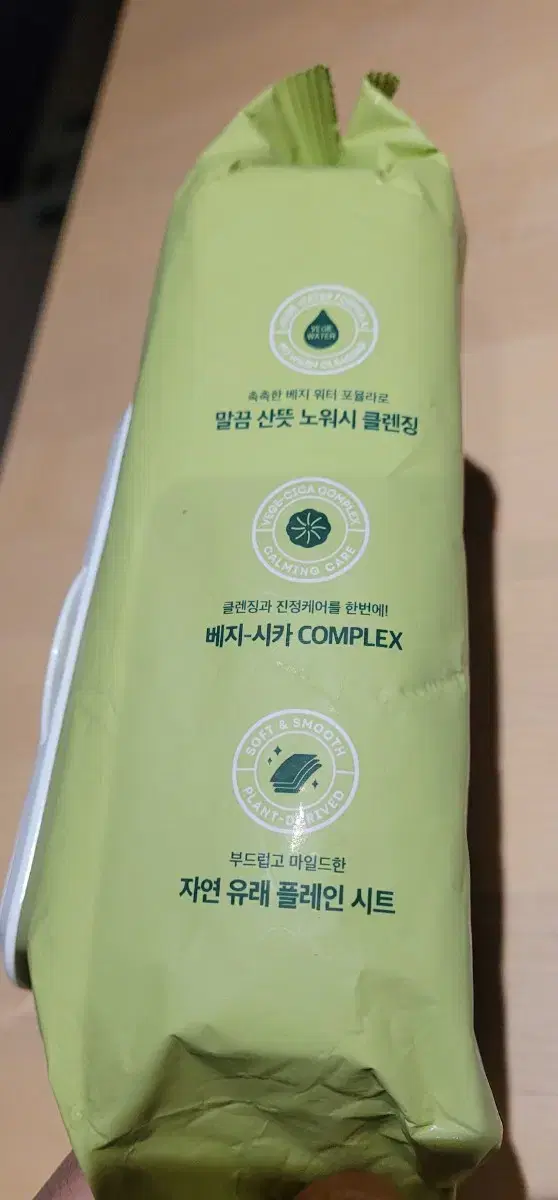 VEGE
WATER
촉촉한 베지 워터 포뮬라로
말끔 산뜻 노워시 클렌징
VEGE-CICA COMPLEX
CALMING CARE
클렌징과 진정케어를 한번에!
베지-시카 COMPLEX
SOFT & SMOOTH
PLANT-DERIVED
부드럽고 마일드한
자연 유래 플레인 시트